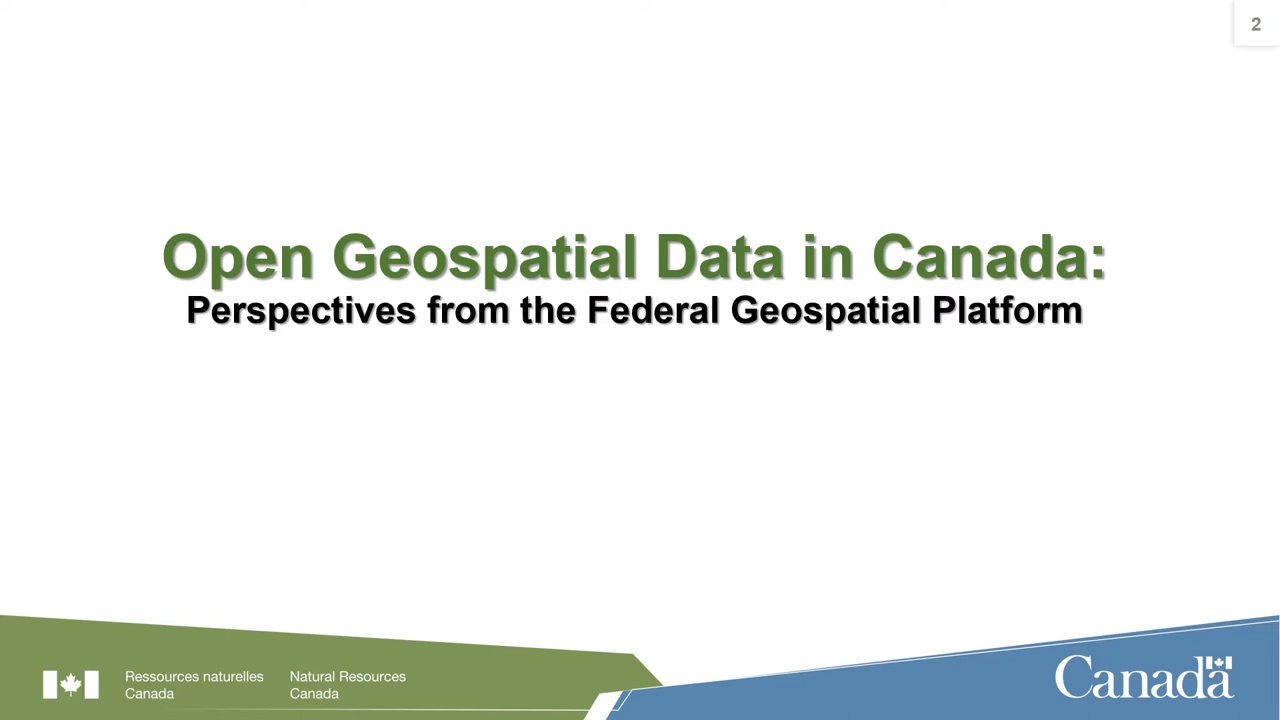 2
Open Geospatial Data in Canada:
Perspectives from the Federal Geospatial Platform
Ressources naturelles
Canada
Natural Resources
Canada
Canada